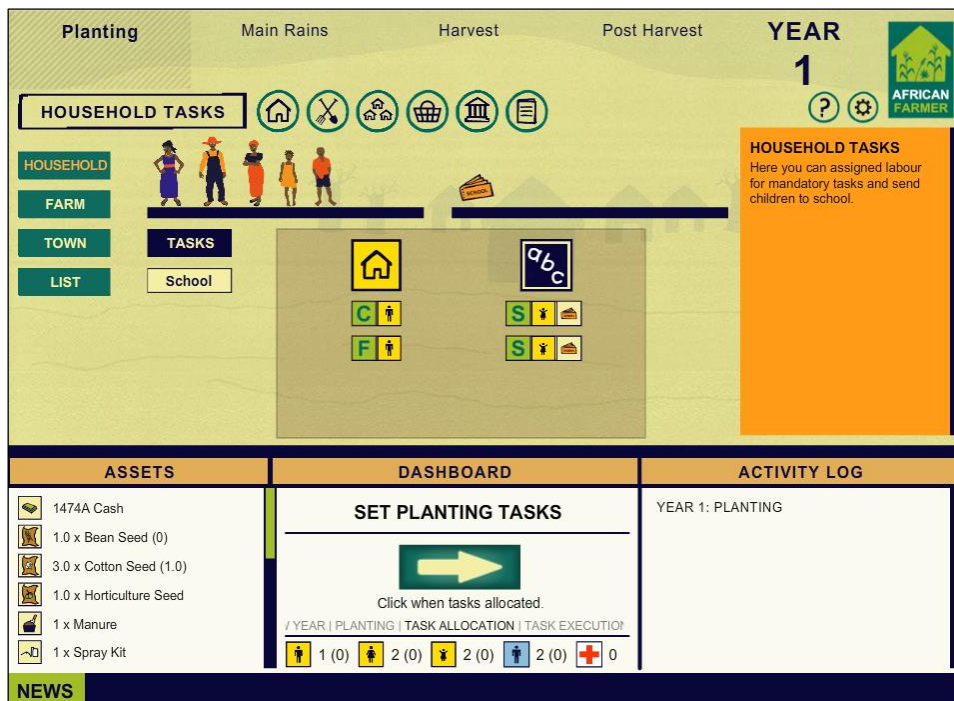 Planting Main Rains Harvest Post Harvest YEAR
1
AFRICAN
FARMER
HOUSEHOLD TASKS
?
HOUSEHOLD
FARM
TOWN
LIST
TASKS
School
SCHOOL
abc
C
F
S
S
HOUSEHOLD TASKS
Here you can assigned labour
for mandatory tasks and send
children to school.
ASSETS
1474A Cash
1.0 x Bean Seed (0)
3.0 x Cotton Seed (1.0)
1.0 x Horticulture Seed
1 x Manure
1 x Spray Kit
DASHBOARD
SET PLANTING TASKS
Click when tasks allocated.
YEAR | PLANTING | TASK ALLOCATION | TASK EXECUTION
1 (0) 2 (0) 2 (0) 2 (0) 0
ACTIVITY LOG
YEAR 1: PLANTING
NEWS